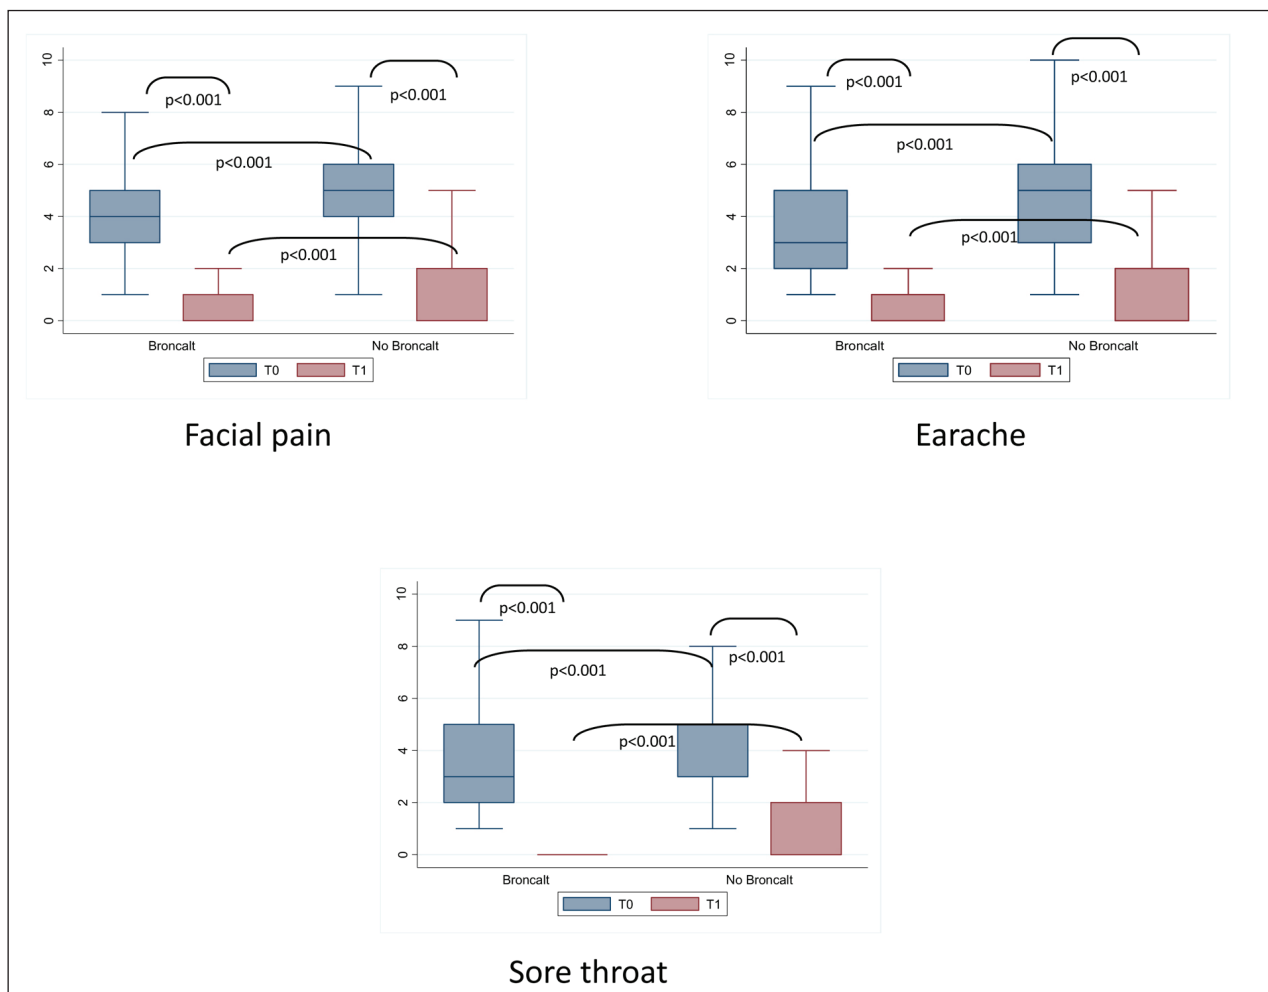 10
8
6
4
2
0
p<0.001
p<0.001
p<0.001
p<0.001
Broncalt
No Broncalt
T0
T1
Facial pain
10
8
6
4
2
0
p<0.001
p<0.001
p<0.001
p<0.001
Broncalt
No Broncalt
T0
T1
Earache
10
8
6
4
2
0
p<0.001
p<0.001
p<0.001
p<0.001
Broncalt
No Broncalt
T0
T1
Sore throat